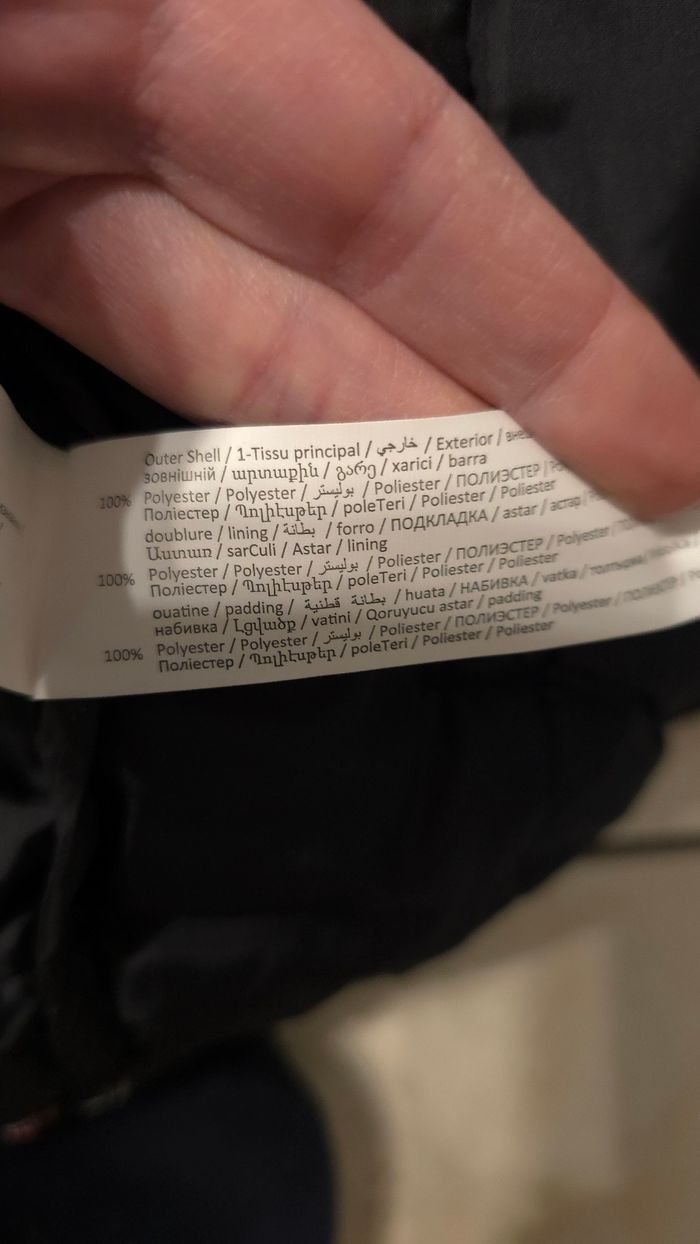 Outer Shell / 1-Tissu principal / خارجي / Exterior /
зовнішній / արտաքին / გარე / xarici / barra
100% Polyester / Polyester / بوليستر / Poliester / ПОЛИЭСТЕР /
Поліестер / Պոլիէսթեր / poleTeri / Poliester / Poliester
doublure / lining / بطانة / forro / ПОДКЛАДКА / astar / астар /
Աստառ / sarCuli / Astar / lining
100% Polyester / Polyester / بوليستر / Poliester / ПОЛИЭСТЕР / Polyester /
Поліестер / Պոլիէսթեր / poleTeri / Poliester / Poliester
ouatine / padding / بطانة قطنية / huata / НАБИВКА / vatka /
набивка / Լցվածք / vatini / Qoruyucu astar / padding
100% Polyester / Polyester / بوليستر / Poliester / ПОЛИЭСТЕР / Polyester / ПОЛИЭСТЕР /
Поліестер / Պոլիէսթեր / poleTeri / Poliester / Poliester